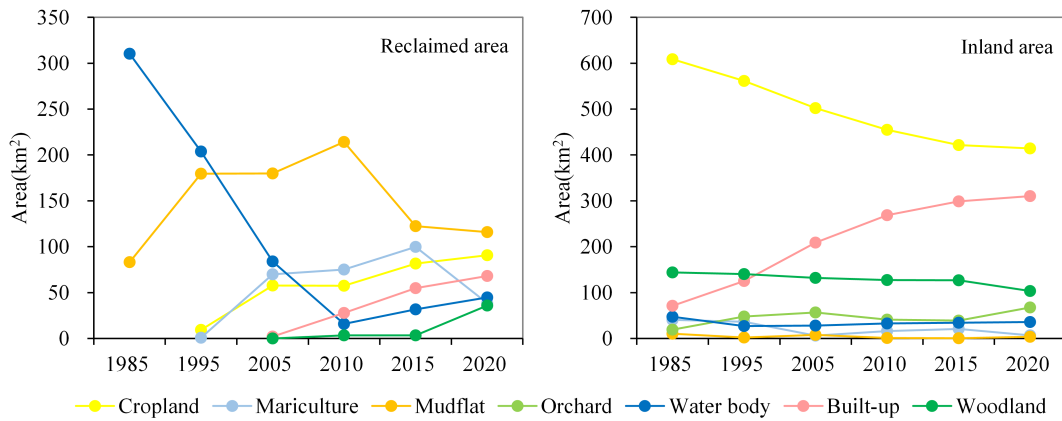 Reclaimed area
Area(km²)
350
300
250
200
150
100
50
0
1985 1995 2005 2010 2015 2020
Inland area
Area(km²)
700
600
500
400
300
200
100
0
1985 1995 2005 2010 2015 2020
Cropland Mariculture Mudflat Orchard Water body Built-up Woodland